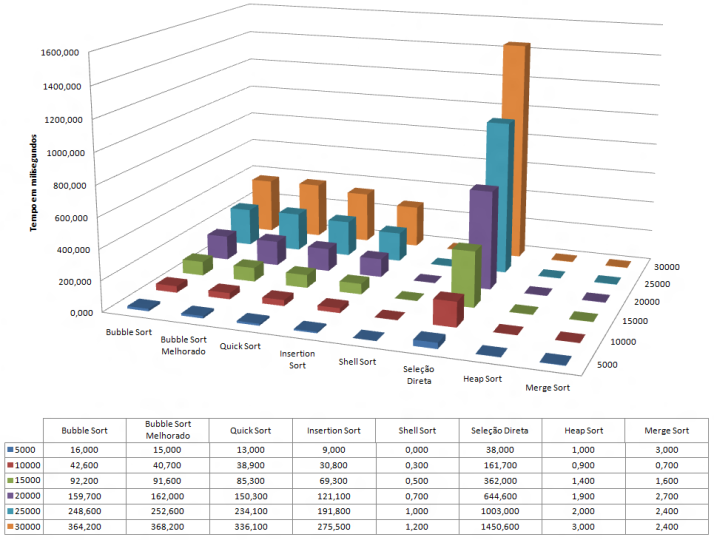 1600,000
1400,000
1200,000
1000,000
800,000
600,000
400,000
200,000
0,000
Tempo em milisegundos
Bubble Sort
Bubble Sort
Melhorado
Quick Sort
Insertion
Sort
Shell Sort
Seleção
Direta
Heap Sort
Merge Sort
30000
25000
20000
15000
10000
5000
Bubble Sort Bubble Sort Melhorado Quick Sort Insertion Sort Shell Sort Seleção Direta Heap Sort Merge Sort
5000 16,000 15,000 13,000 9,000 0,000 38,000 1,000 3,000
10000 42,600 40,700 38,900 30,800 0,300 161,700 0,900 0,700
15000 92,200 91,600 85,300 69,300 0,500 362,000 1,400 1,600
20000 159,700 162,000 150,300 121,100 0,700 644,600 1,900 2,700
25000 248,600 252,600 234,100 191,800 1,000 1003,000 2,000 2,400
30000 364,200 368,200 336,100 275,500 1,200 1450,600 3,000 2,400